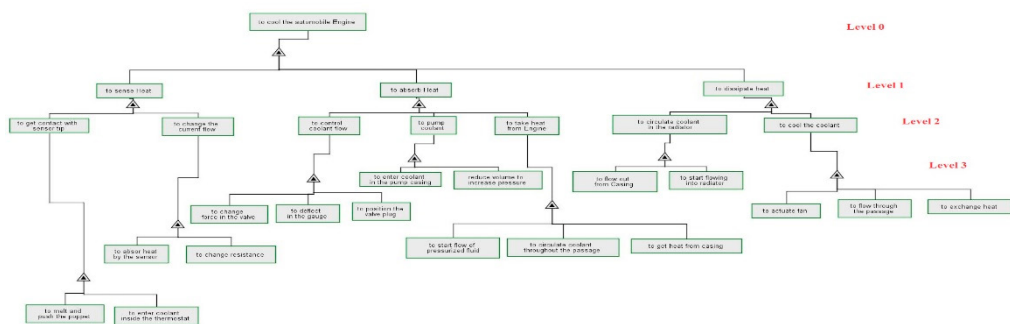 to cool the automobile Engine
Level 0
to sense Heat
to absorb Heat
to dissipate heat
Level 1
to get contact with
sensor tip
to change the
current flow
to control
coolant flow
to pump
coolant
to take heat
from Engine
to circulate coolant
in the radiator
to cool the coolant
Level 2
to enter coolant
in the pump casing
reduce volume to
increase pressure
to flow out
from Casing
to start flowing
into radiator
Level 3
to change
force in the valve
to deflect
in the gauge
to position the
valve plug
to actuate fan
to flow through
the passage
to exchange heat
to absor heat
by the sensor
to change resistance
to start flow of
pressurized fluid
to circulate coolant
throughout the passage
to get heat from casing
to melt and
push the
to enter coolant
inside the thermostat